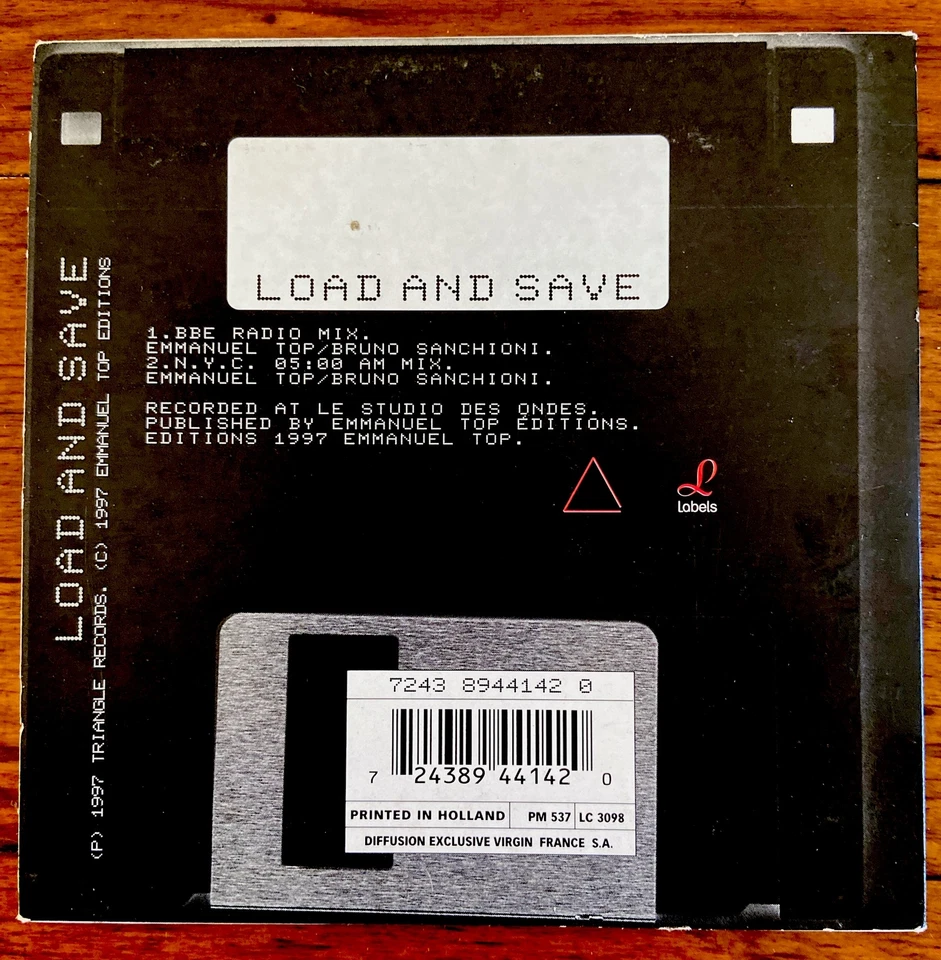 LOAD AND SAVE
1.BBE RADIO MIX.
EMMANUEL TOP/BRUNO SANCHIONI.
2.N.Y.C. 05:00 AM MIX.
EMMANUEL TOP/BRUNO SANCHIONI.
RECORDED AT LE STUDIO DES ONDES.
PUBLISHED BY EMMANUEL TOP ÉDITIONS.
EDITIONS 1997 EMMANUEL TOP.
L
Labels
LOAD AND SAVE
(P) 1997 TRIANGLE RECORDS. (C) 1997 EMMANUEL TOP EDITIONS
7243 8944142 0
7 24389 44142 0
PRINTED IN HOLLAND PM 537 LC 3098
DIFFUSION EXCLUSIVE VIRGIN FRANCE S.A.